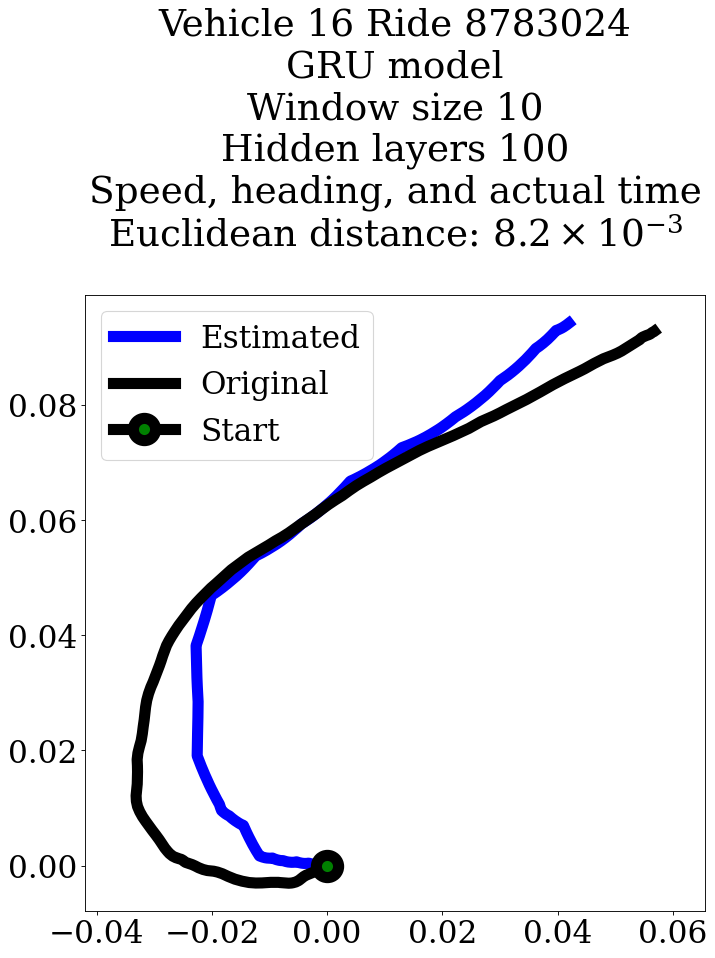 Vehicle 16 Ride 8783024
GRU model
Window size 10
Hidden layers 100
Speed, heading, and actual time
Euclidean distance: 8.2 × 10⁻³
Estimated
Original
Start
0.08
0.06
0.04
0.02
0.00
−0.04 −0.02 0.00 0.02 0.04 0.06